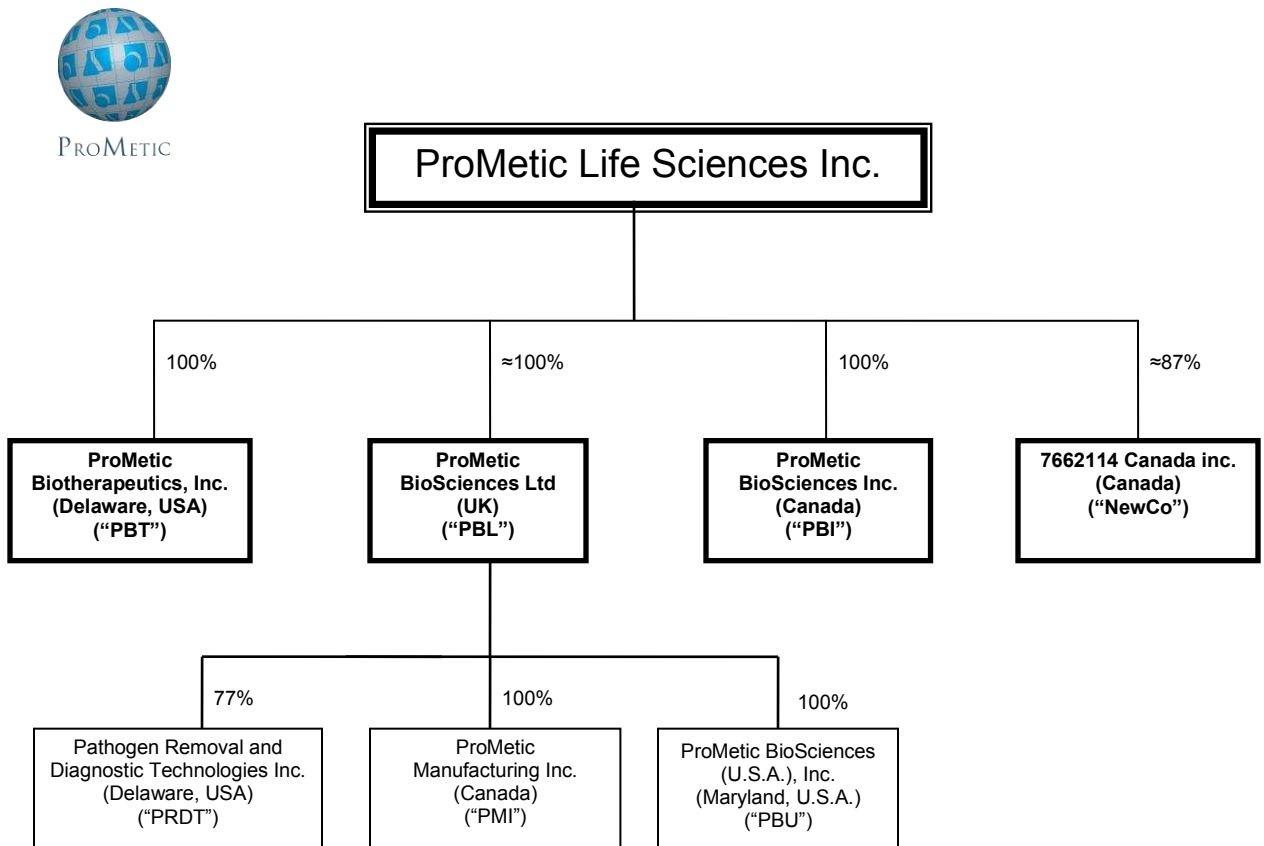 PROMETIC
ProMetic Life Sciences Inc.
100%
≈100%
100%
≈87%
ProMetic
Biotherapeutics, Inc.
(Delaware, USA)
(“PBT”)
ProMetic
BioSciences Ltd
(UK)
(“PBL”)
ProMetic
BioSciences Inc.
(Canada)
(“PBI”)
7662114 Canada inc.
(Canada)
(“NewCo”)
77%
100%
100%
Pathogen Removal and
Diagnostic Technologies Inc.
(Delaware, USA)
(“PRDT”)
ProMetic
Manufacturing Inc.
(Canada)
(“PMI”)
ProMetic BioSciences
(U.S.A.), Inc.
(Maryland, U.S.A.)
(“PBU”)